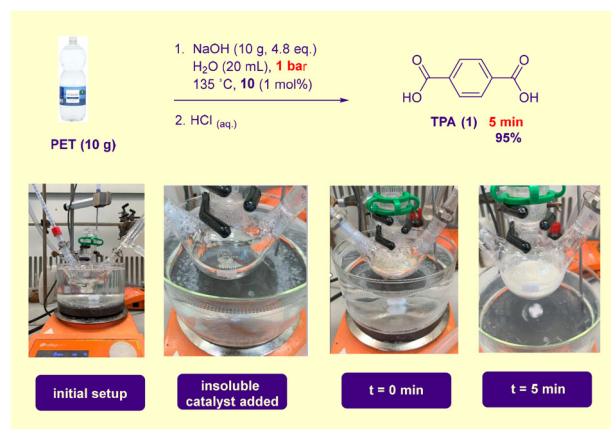 1. NaOH (10 g, 4.8 eq.)
H₂O (20 mL), 1 bar
135 ˚C, 10 (1 mol%)
2. HCl (aq.)
PET (10 g)
O
O
HO
OH
TPA (1) 5 min
95%
initial setup
insoluble
catalyst added
t = 0 min
t = 5 min